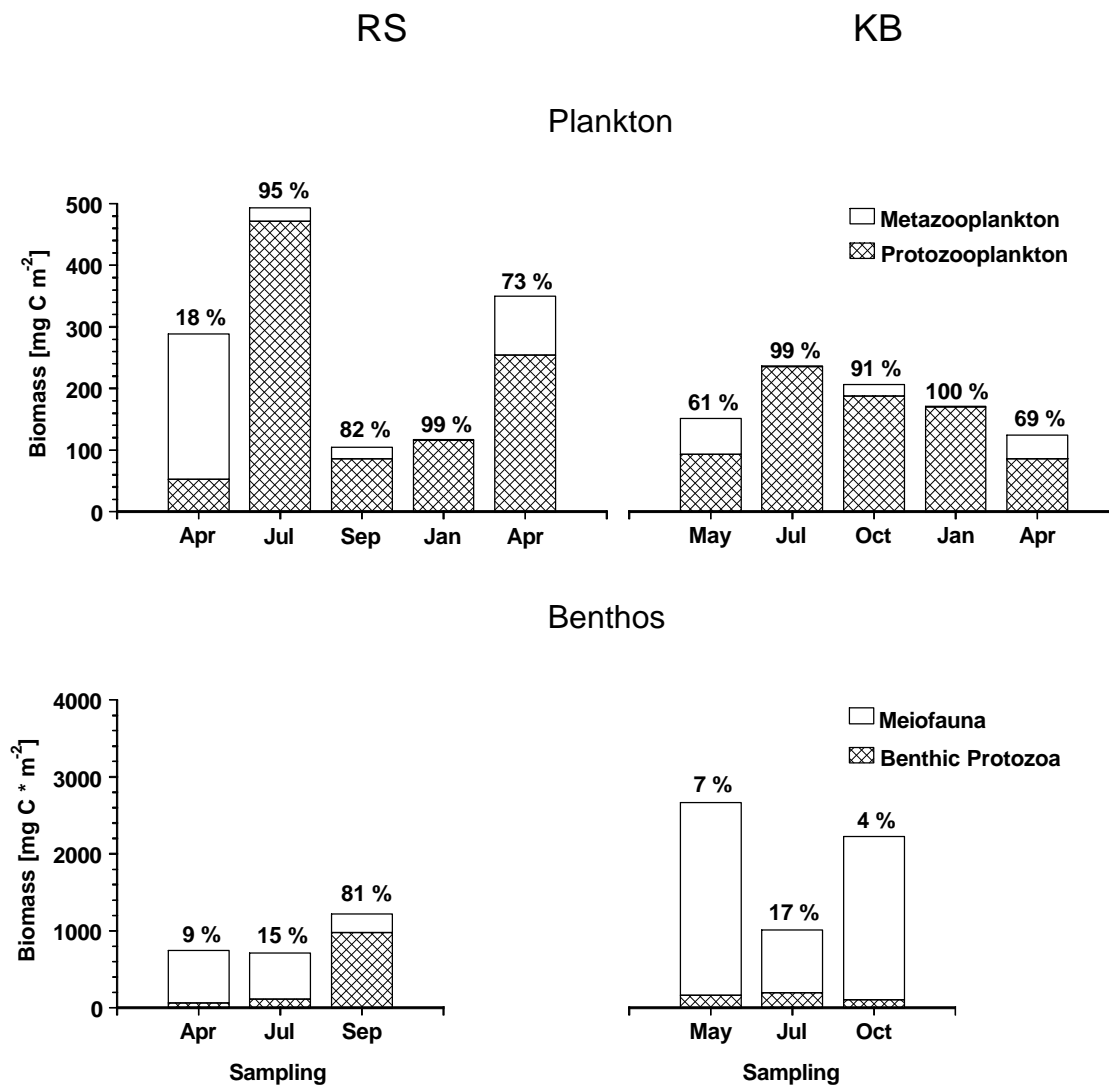 RS
KB
Plankton
Biomass [mg C m-2]
500
400
300
200
100
0
18 %
95 %
82 %
99 %
73 %
Apr
Jul
Sep
Jan
Apr
Metazooplankton
Protozooplankton
61 %
99 %
91 %
100 %
69 %
May
Jul
Oct
Jan
Apr
Benthos
Biomass [mg C * m-2]
4000
3000
2000
1000
0
9 %
15 %
81 %
Apr
Jul
Sep
Sampling
Meiofauna
Benthic Protozoa
7 %
17 %
4 %
May
Jul
Oct
Sampling